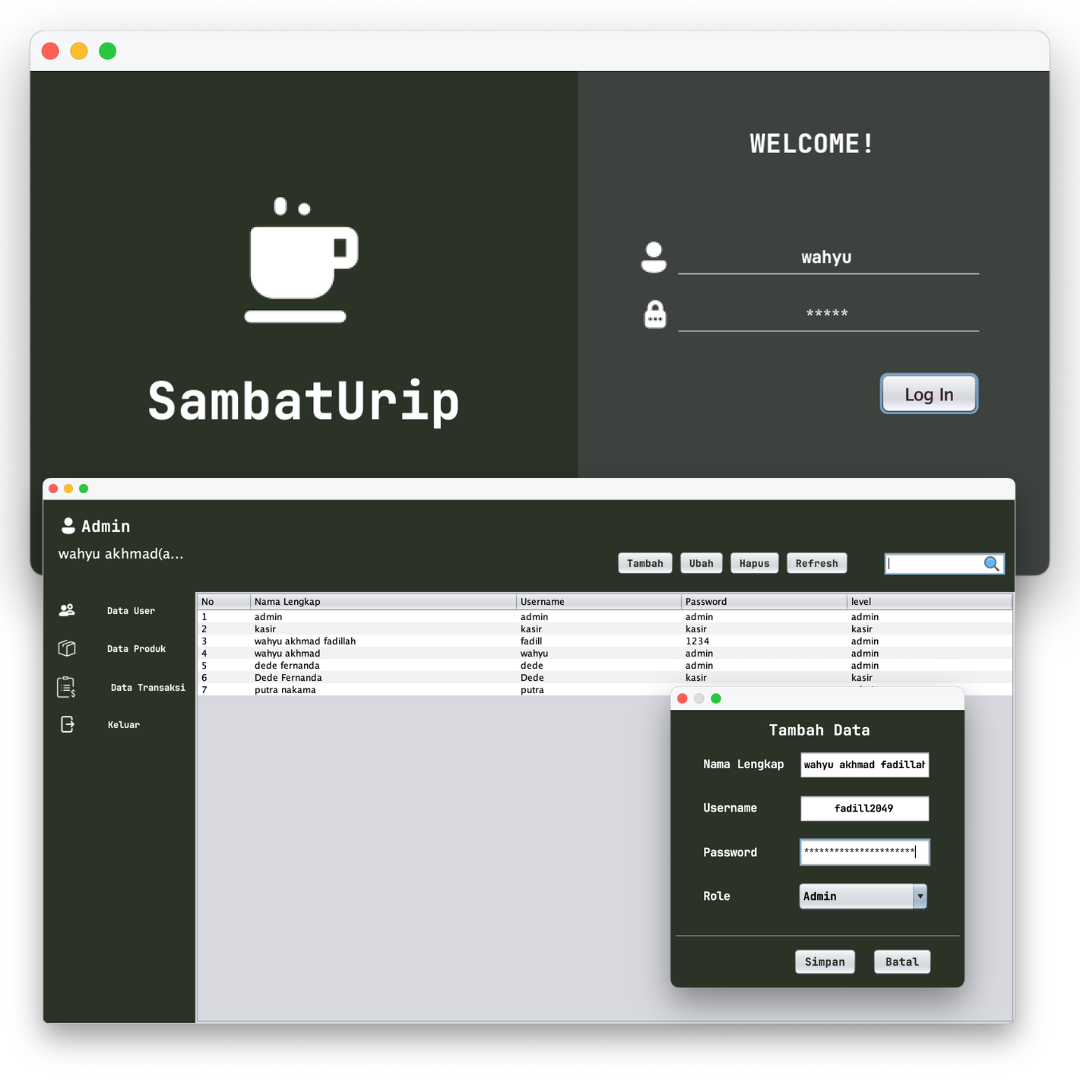 WELCOME!
wahyu
*****
Log In
SambatUrip
Admin
wahyu akhmad(a...
Tambah Ubah Hapus Refresh
Data User
Data Produk
Data Transaksi
Keluar
No Nama Lengkap Username Password level
1 admin admin admin admin
2 kasir kasir kasir kasir
3 wahyu akhmad fadillah fadill 1234 admin
4 wahyu akhmad wahyu admin admin
5 dede fernanda dede admin admin
6 Dede Fernanda Dede kasir kasir
7 putra nakama putra
Tambah Data
Nama Lengkap wahyu akhmad fadillah
Username fadill2049
Password **********************
Role Admin
Simpan Batal